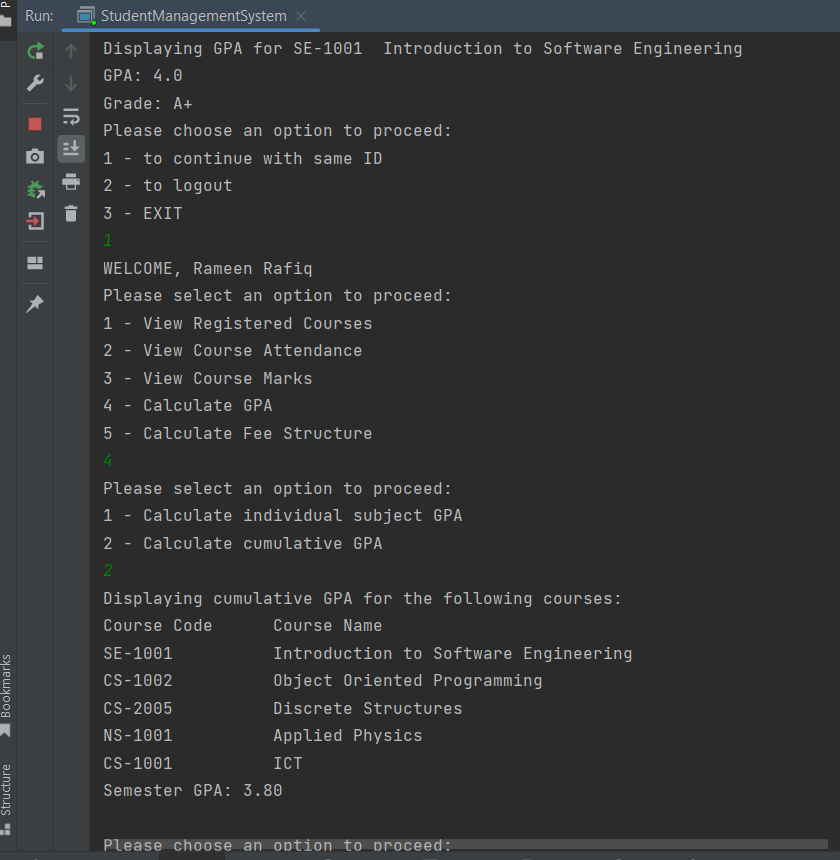 P
Run: StudentManagementSystem
Displaying GPA for SE-1001  Introduction to Software Engineering
GPA: 4.0
Grade: A+
Please choose an option to proceed:
1 - to continue with same ID
2 - to logout
3 - EXIT
1
WELCOME, Rameen Rafiq
Please select an option to proceed:
1 - View Registered Courses
2 - View Course Attendance
3 - View Course Marks
4 - Calculate GPA
5 - Calculate Fee Structure
4
Please select an option to proceed:
1 - Calculate individual subject GPA
2 - Calculate cumulative GPA
2
Displaying cumulative GPA for the following courses:
Course Code      Course Name
SE-1001          Introduction to Software Engineering
CS-1002          Object Oriented Programming
CS-2005          Discrete Structures
NS-1001          Applied Physics
CS-1001          ICT
Semester GPA: 3.80
Please choose an option to proceed:
Bookmarks
Structure